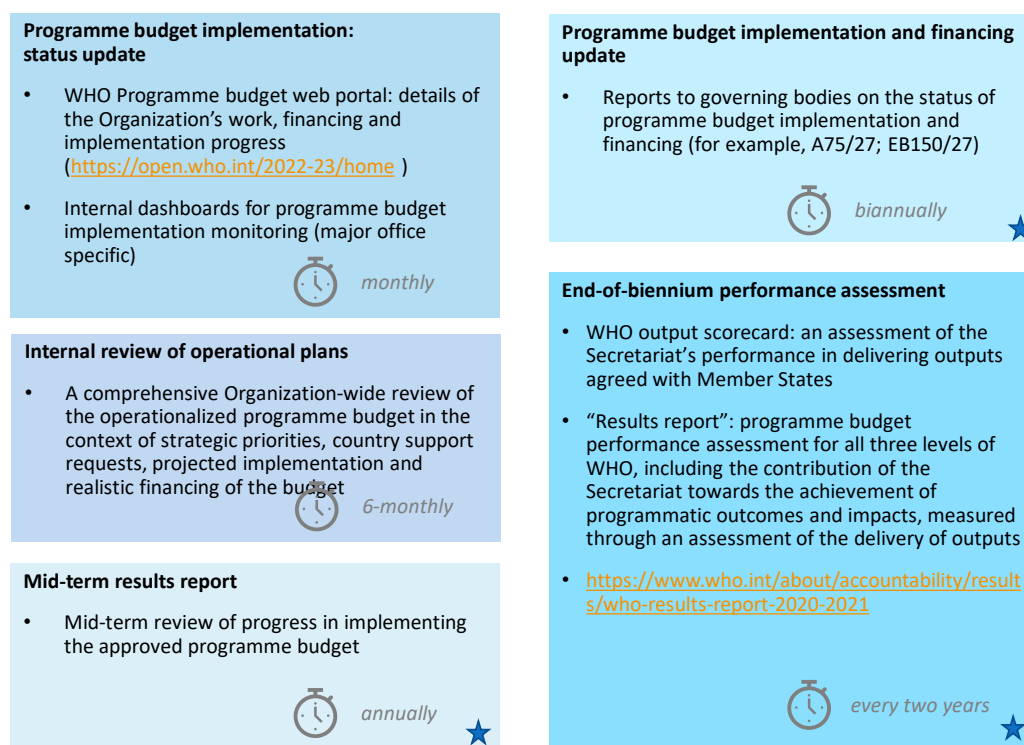 Programme budget implementation:
status update
• WHO Programme budget web portal: details of
the Organization's work, financing and
implementation progress
(https://open.who.int/2022-23/home )
• Internal dashboards for programme budget
implementation monitoring (major office
specific)
monthly
Internal review of operational plans
• A comprehensive Organization-wide review of
the operationalized programme budget in the
context of strategic priorities, country support
requests, projected implementation and
realistic financing of the budget
6-monthly
Mid-term results report
• Mid-term review of progress in implementing
the approved programme budget
annually
Programme budget implementation and financing
update
• Reports to governing bodies on the status of
programme budget implementation and
financing (for example, A75/27; EB150/27)
biannually
End-of-biennium performance assessment
• WHO output scorecard: an assessment of the
Secretariat's performance in delivering outputs
agreed with Member States
• “Results report”: programme budget
performance assessment for all three levels of
WHO, including the contribution of the
Secretariat towards the achievement of
programmatic outcomes and impacts, measured
through an assessment of the delivery of outputs
• https://www.who.int/about/accountability/result
s/who-results-report-2020-2021
every two years